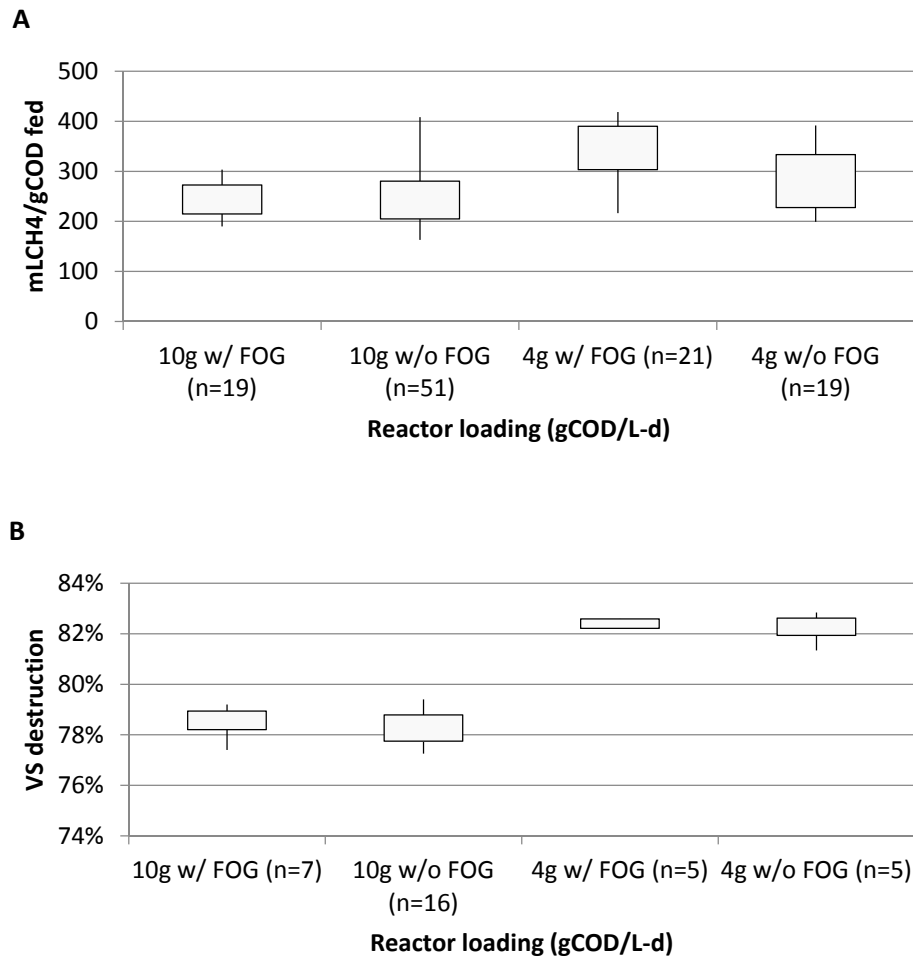 A
500
400
300
200
100
0
mLCH4/gCOD fed
10g w/ FOG (n=19)
10g w/o FOG (n=51)
4g w/ FOG (n=21)
4g w/o FOG (n=19)
Reactor loading (gCOD/L-d)
B
84%
82%
80%
78%
76%
74%
VS destruction
10g w/ FOG (n=7)
10g w/o FOG (n=16)
4g w/ FOG (n=5)
4g w/o FOG (n=5)
Reactor loading (gCOD/L-d)